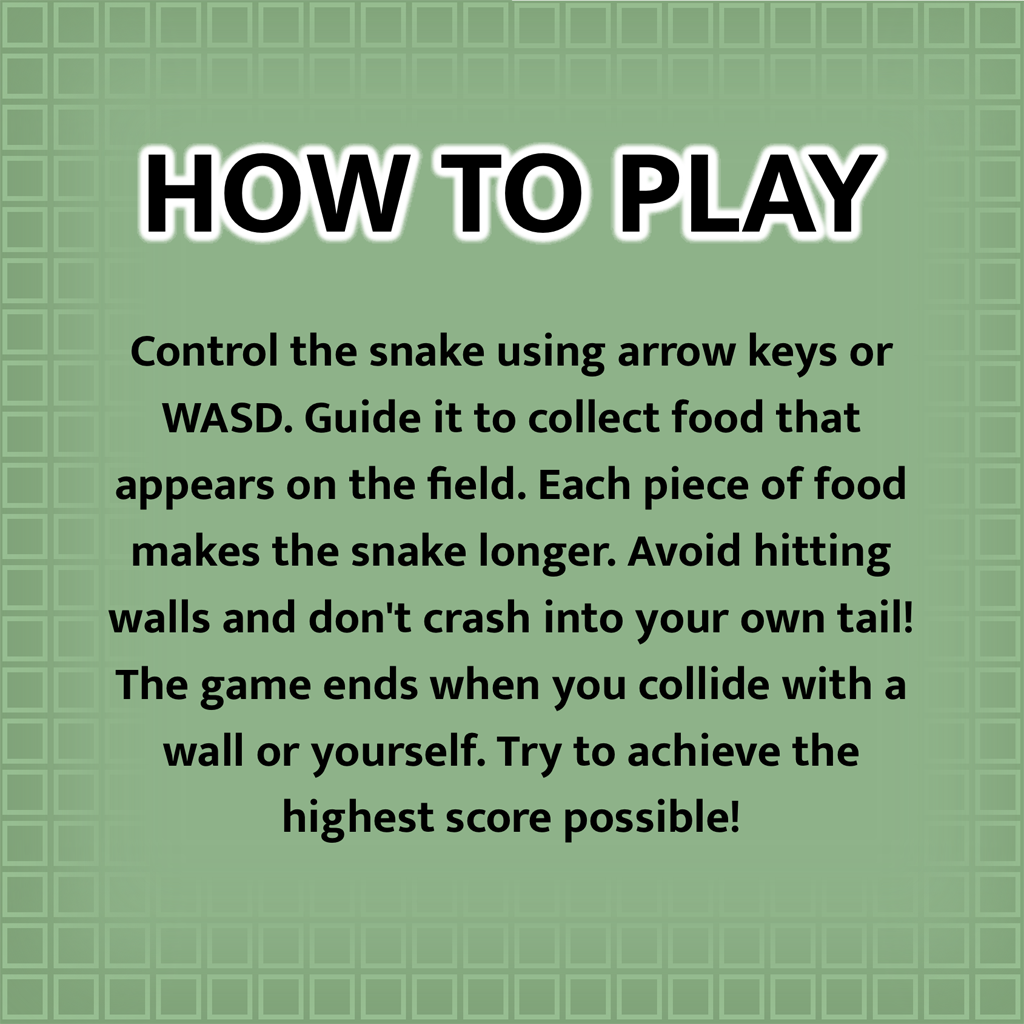 HOW TO PLAY
Control the snake using arrow keys or
WASD. Guide it to collect food that
appears on the field. Each piece of food
makes the snake longer. Avoid hitting
walls and don't crash into your own tail!
The game ends when you collide with a
wall or yourself. Try to achieve the
highest score possible!